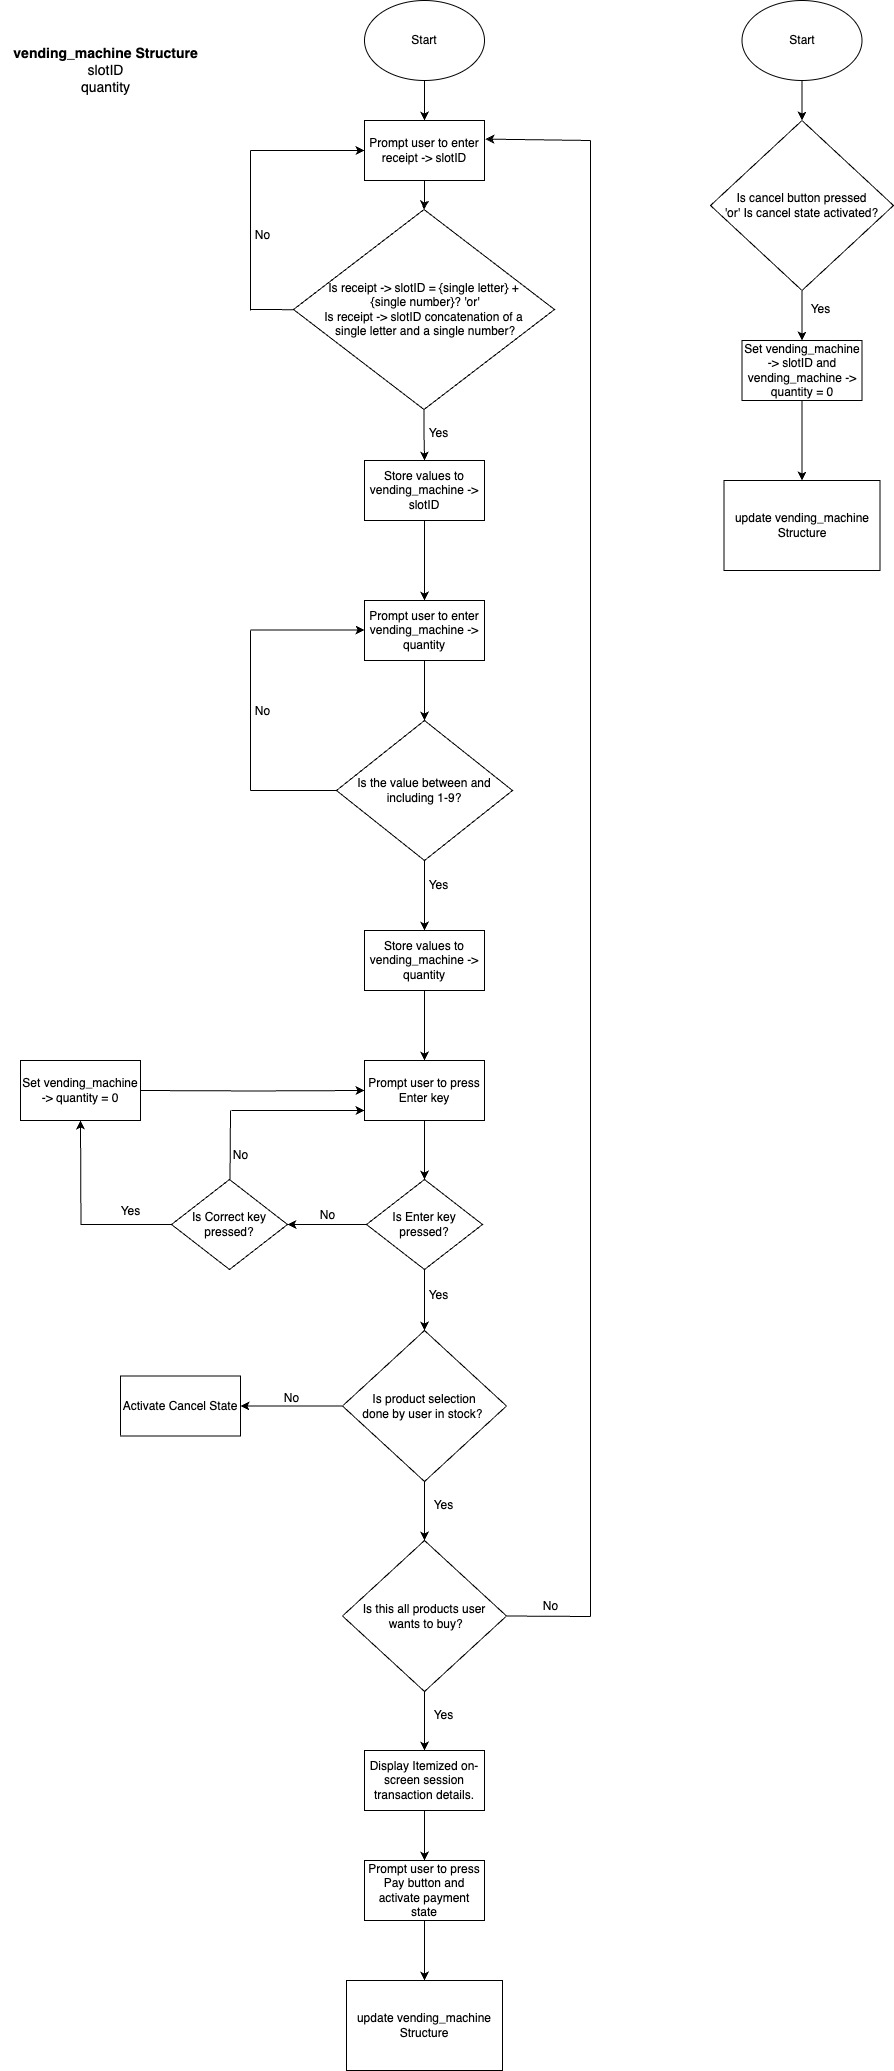 vending_machine Structure
slotID
quantity
Start
Prompt user to enter
receipt -> slotID
No
Is receipt -> slotID = {single letter} +
{single number}? 'or'
Is receipt -> slotID concatenation of a
single letter and a single number?
Yes
Store values to
vending_machine ->
slotID
Prompt user to enter
vending_machine ->
quantity
No
Is the value between and
including 1-9?
Yes
Store values to
vending_machine ->
quantity
Set vending_machine
-> quantity = 0
Prompt user to press
Enter key
No
Yes
Is Correct key
pressed?
No
Is Enter key
pressed?
Yes
Activate Cancel State
No
Is product selection
done by user in stock?
Yes
Is this all products user
wants to buy?
No
Yes
Display Itemized on-
screen session
transaction details.
Prompt user to press
Pay button and
activate payment
state
update vending_machine
Structure
Start
Is cancel button pressed
'or' Is cancel state activated?
Yes
Set vending_machine
-> slotID and
vending_machine ->
quantity = 0
update vending_machine
Structure